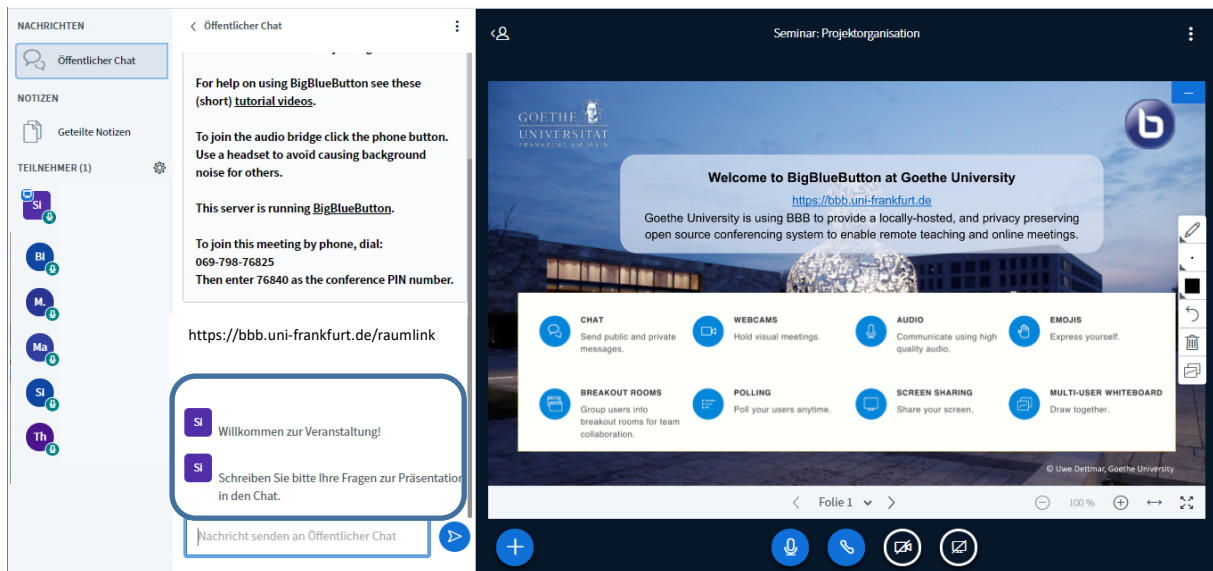 NACHRICHTEN
Öffentlicher Chat
NOTIZEN
Geteilte Notizen
TEILNEHMER (1)
SI
BI
M.
Ma
Si
Th
Öffentlicher Chat
For help on using BigBlueButton see these
(short) tutorial videos.
To join the audio bridge click the phone button.
Use a headset to avoid causing background
noise for others.
This server is running BigBlueButton.
To join this meeting by phone, dial:
069-798-76825
Then enter 76840 as the conference PIN number.
https://bbb.uni-frankfurt.de/raumlink
SI
Willkommen zur Veranstaltung!
SI
Schreiben Sie bitte Ihre Fragen zur Präsentation
in den Chat.
Nachricht senden an Öffentlicher Chat
Seminar: Projektorganisation
GOETHE
UNIVERSITÄT
FRANKFURT AM MAIN
b
Welcome to BigBlueButton at Goethe University
https://bbb.uni-frankfurt.de
Goethe University is using BBB to provide a locally-hosted, and privacy preserving
open source conferencing system to enable remote teaching and online meetings.
CHAT
Send public and private
messages.
WEBCAMS
Hold visual meetings.
AUDIO
Communicate using high
quality audio.
EMOJIS
Express yourself.
BREAKOUT ROOMS
Group users into
breakout rooms for team
collaboration.
POLLING
Poll your users anytime.
SCREEN SHARING
Share your screen.
MULTI-USER WHITEBOARD
Draw together.
© Uwe Dettmar, Goethe University
Folie 1
100 %